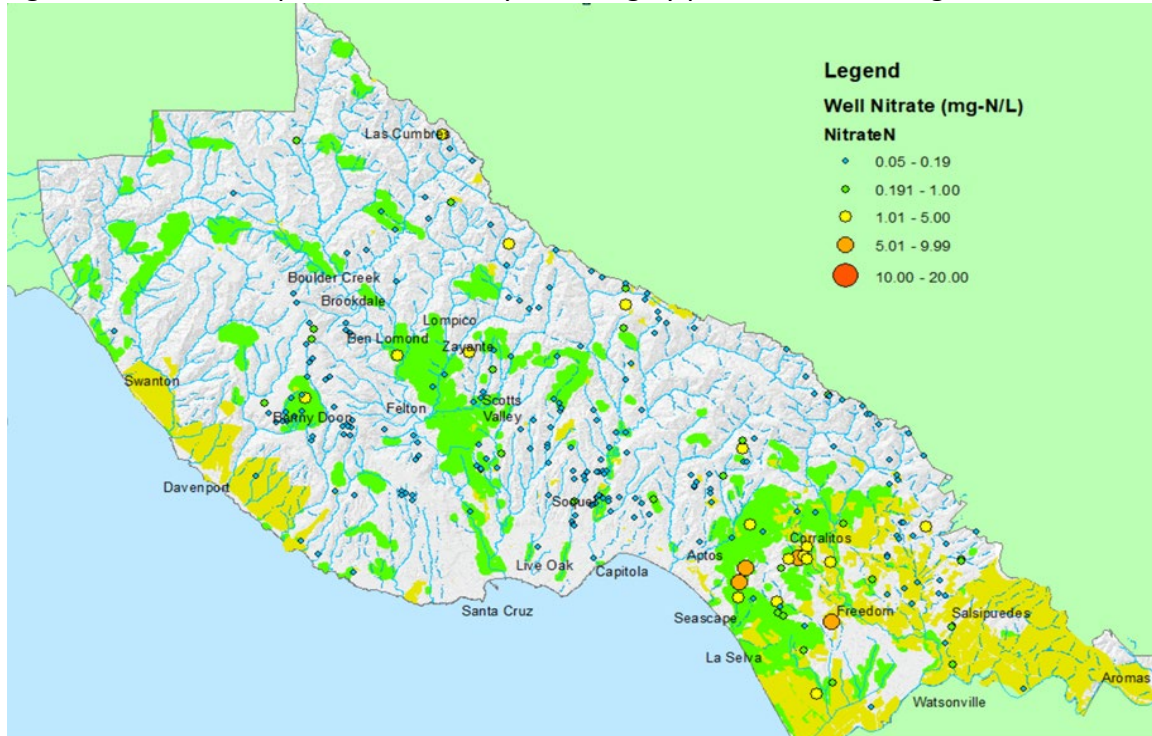 Legend
Well Nitrate (mg-N/L)
NitrateN
0.05 - 0.19
0.191 - 1.00
1.01 - 5.00
5.01 - 9.99
10.00 - 20.00
Las Cumbres
Boulder Creek
Brookdale
Lompico
Ben Lomond
Zayante
Swanton
Felton
Scotts
Valley
Bonny Doon
Davenport
Soquel
Corralitos
Aptos
Live Oak
Capitola
Santa Cruz
Seascape
Freedom
Salsipuedes
La Selva
Aromas
Watsonville